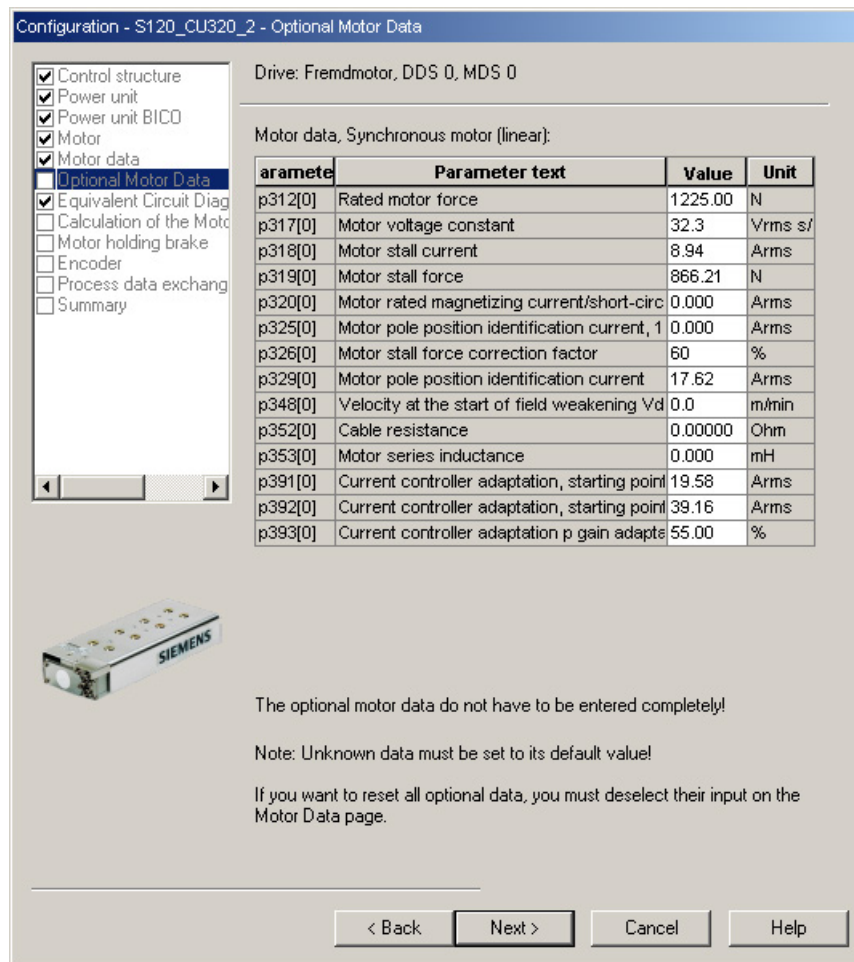 Configuration - S120_CU320_2 - Optional Motor Data
Control structure
Power unit
Power unit BICO
Motor
Motor data
Optional Motor Data
Equivalent Circuit Diag
Calculation of the Moto
Motor holding brake
Encoder
Process data exchang
Summary
Drive: Fremdmotor, DDS 0, MDS 0
Motor data, Synchronous motor (linear):
aramete Parameter text Value Unit
p312[0] Rated motor force 1225.00 N
p317[0] Motor voltage constant 32.3 Vrms s/
p318[0] Motor stall current 8.94 Arms
p319[0] Motor stall force 866.21 N
p320[0] Motor rated magnetizing current/short-circ 0.000 Arms
p325[0] Motor pole position identification current, 1 0.000 Arms
p326[0] Motor stall force correction factor 60 %
p329[0] Motor pole position identification current 17.62 Arms
p348[0] Velocity at the start of field weakening Vd 0.0 m/min
p352[0] Cable resistance 0.00000 Ohm
p353[0] Motor series inductance 0.000 mH
p391[0] Current controller adaptation, starting point 19.58 Arms
p392[0] Current controller adaptation, starting point 39.16 Arms
p393[0] Current controller adaptation p gain adapta 55.00 %
SIEMENS
The optional motor data do not have to be entered completely!
Note: Unknown data must be set to its default value!
If you want to reset all optional data, you must deselect their input on the
Motor Data page.
< Back Next > Cancel Help